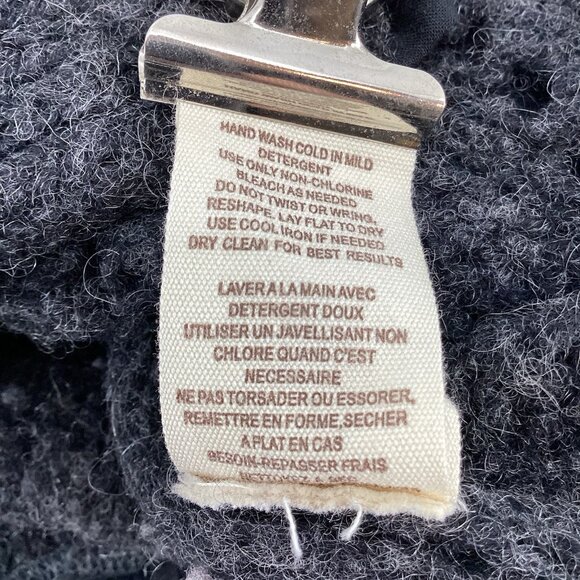 HAND WASH COLD IN MILD
DETERGENT
USE ONLY NON-CHLORINE
BLEACH AS NEEDED
DO NOT TWIST OR WRING,
RESHAPE, LAY FLAT TO DRY
USE COOL IRON IF NEEDED
DRY CLEAN FOR BEST RESULTS
LAVER A LA MAIN AVEC
DETERGENT DOUX
UTILISER UN JAVELLISANT NON
CHLORE QUAND C'EST
NECESSAIRE
NE PAS TORSADER OU ESSORER,
REMETTRE EN FORME, SECHER
A PLAT EN CAS
BESOIN-REPASSER FRAIS